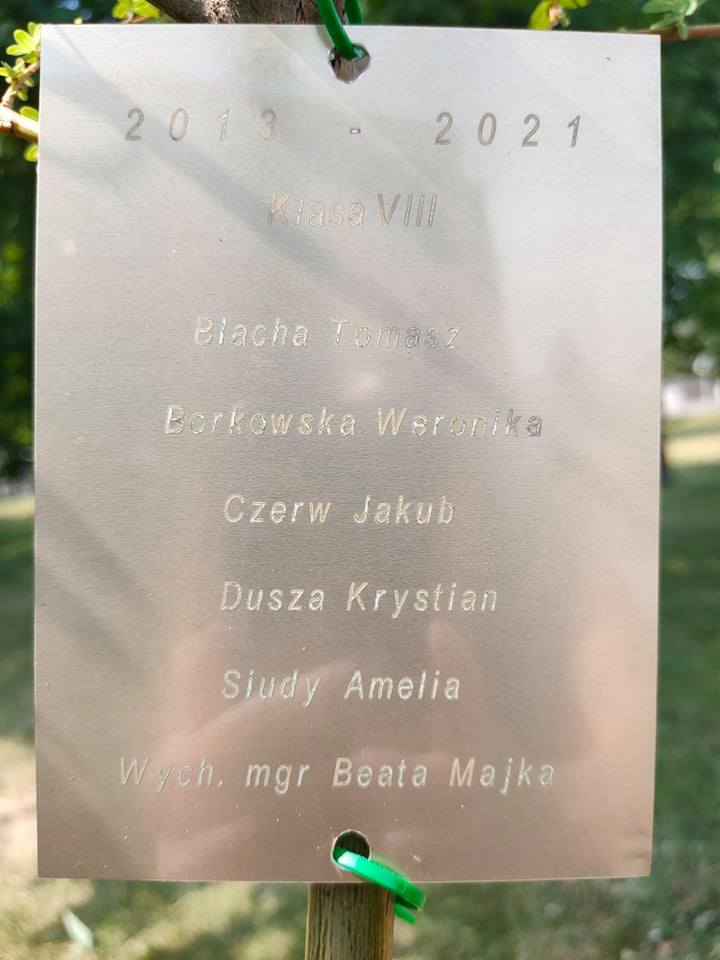 2013 - 2021
Klasa VIII
Blacha Tomasz
Borkowska Weronika
Czerw Jakub
Dusza Krystian
Siudy Amelia
Wych. mgr Beata Majka